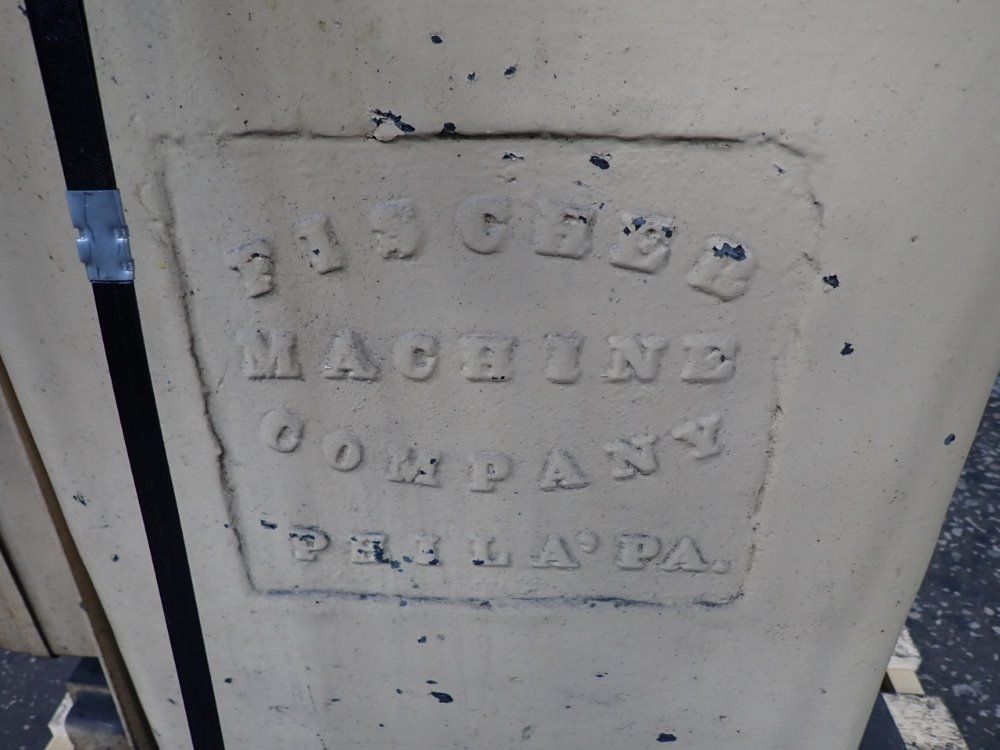 FISCHER
MACHINE
COMPANY
PHILA' PA.